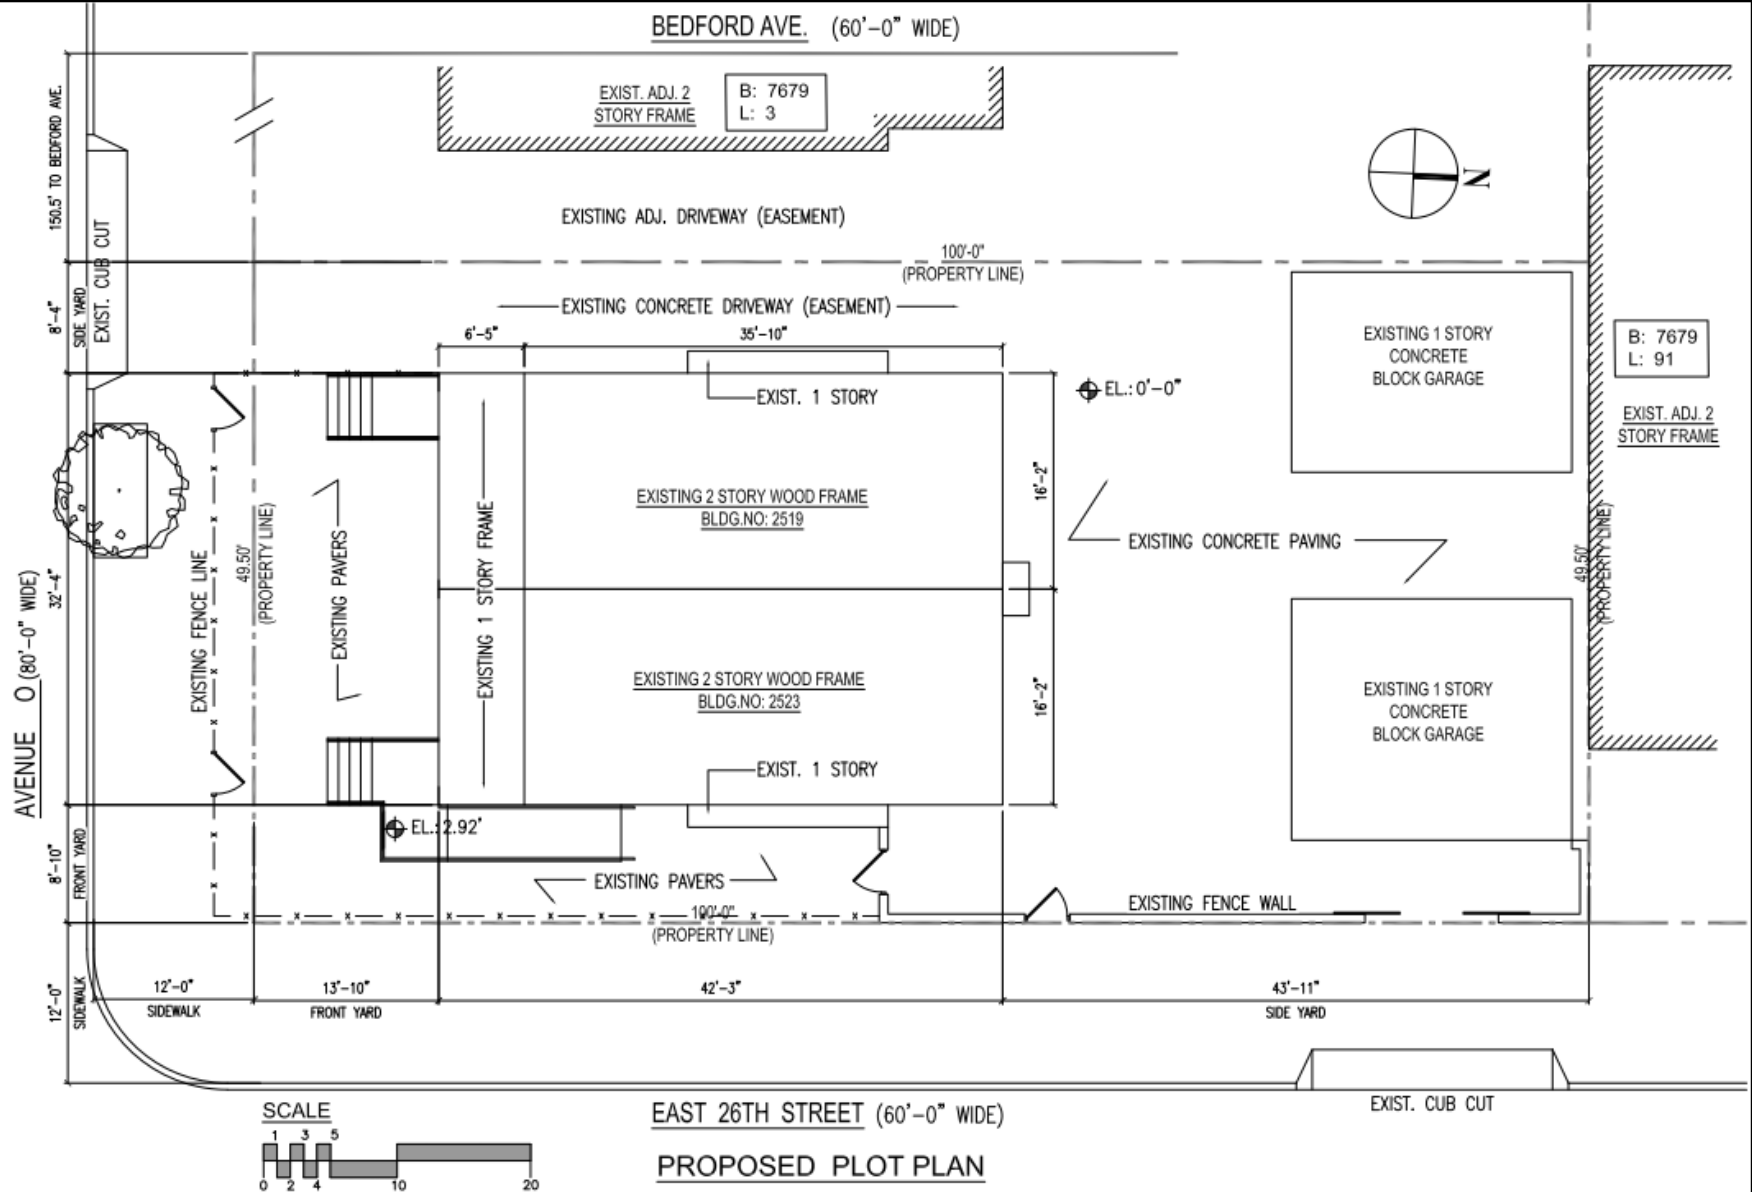 BEDFORD AVE. (60'-0" WIDE)
150.5' TO BEDFORD AVE.
EXIST. ADJ. 2
STORY FRAME
B: 7679
L: 3
N
EXIST. CUB CUT
EXISTING ADJ. DRIVEWAY (EASEMENT)
100'-0"
(PROPERTY LINE)
8'-4"
SIDE YARD
EXISTING CONCRETE DRIVEWAY (EASEMENT)
6'-5"
35'-10"
EXISTING 1 STORY
CONCRETE
BLOCK GARAGE
B: 7679
L: 91
EXIST. ADJ. 2
STORY FRAME
EXIST. 1 STORY
EL.: 0'-0"
16'-2"
EXISTING 2 STORY WOOD FRAME
BLDG.NO: 2519
EXISTING CONCRETE PAVING
AVENUE O (80'-0" WIDE)
32'-4"
EXISTING FENCE LINE
49.50'
(PROPERTY LINE)
EXISTING PAVERS
EXISTING 1 STORY FRAME
49.50'
(PROPERTY LINE)
EXISTING 2 STORY WOOD FRAME
BLDG.NO: 2523
16'-2"
EXISTING 1 STORY
CONCRETE
BLOCK GARAGE
EXIST. 1 STORY
EL.: 2.92'
8'-10"
FRONT YARD
EXISTING PAVERS
EXISTING FENCE WALL
100'-0"
(PROPERTY LINE)
12'-0"
SIDEWALK
12'-0"
SIDEWALK
13'-10"
FRONT YARD
42'-3"
43'-11"
SIDE YARD
EXIST. CUB CUT
EAST 26TH STREET (60'-0" WIDE)
SCALE
1 3 5
0 2 4 10 20
PROPOSED PLOT PLAN